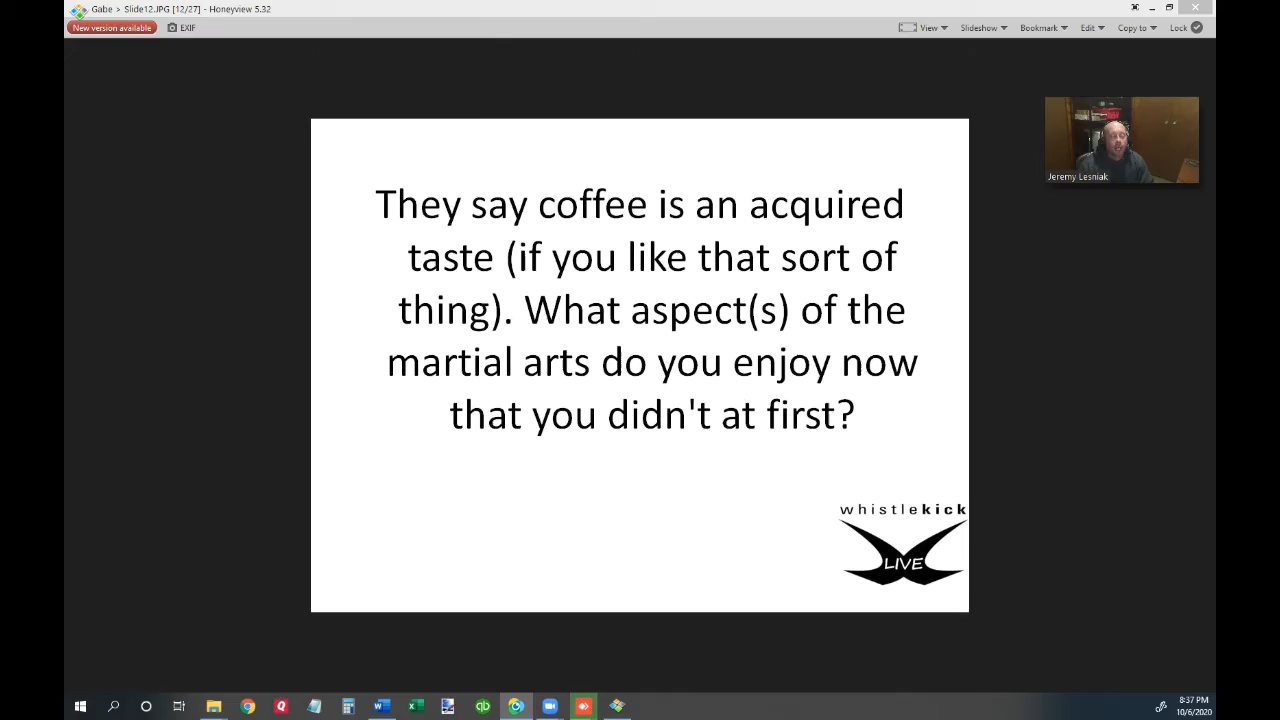 Gabe > Slide12.JPG [12/27] - Honeyview 5.32
New version available
EXIF
View
Slideshow
Bookmark
Edit
Copy to
Lock
Jeremy Lesniak
They say coffee is an acquired
taste (if you like that sort of
thing). What aspect(s) of the
martial arts do you enjoy now
that you didn't at first?
whistlekick
LIVE
8:37 PM
10/6/2020